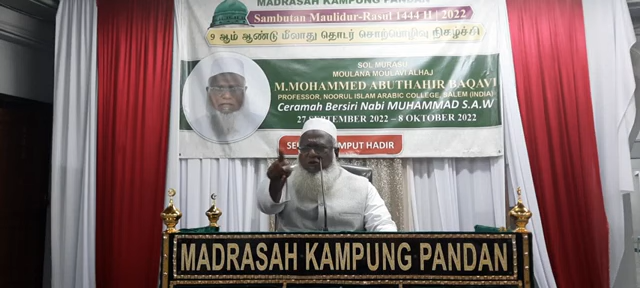 MADRASAH KAMPUNG PANDAN
Sambutan Maulidur-Rasul 1444 H | 2022
9 ஆம் ஆண்டு மீலாது தொடர் சொற்பொழிவு நிகழ்ச்சி
SOL MURASU
MOULANA MOULAVI ALHAJ
M.MOHAMMED ABUTHAHIR BAQAVI
PROFESSOR, NOORUL ISLAM ARABIC COLLEGE, SALEM (INDIA)
Ceramah Bersiri Nabi MUHAMMAD S.A.W
27 SEPTEMBER 2022 – 8 OKTOBER 2022
MPUT HADIR
MADRASAH KAMPUNG PANDAN